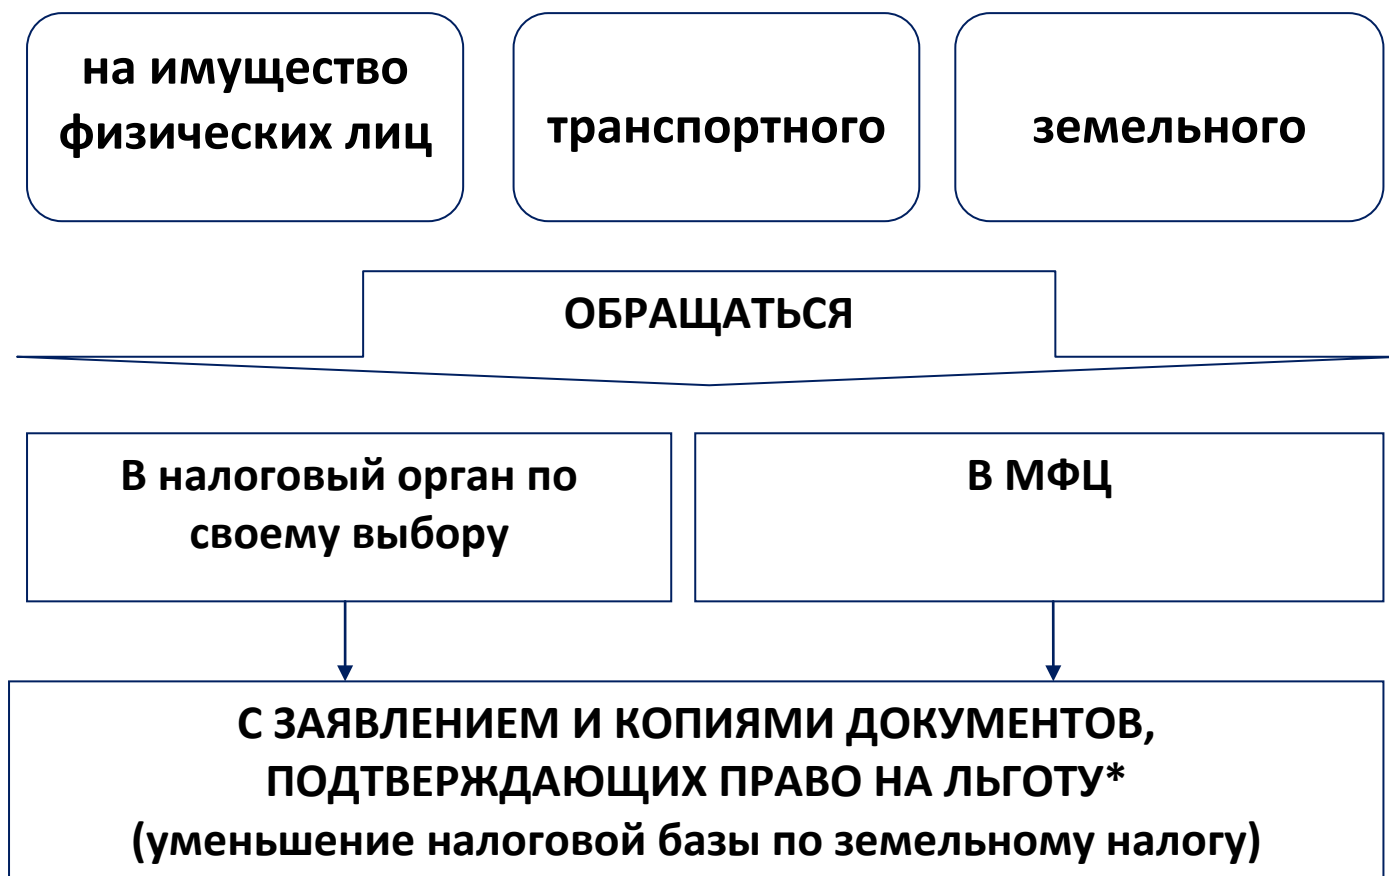 на имущество
физических лиц
транспортного
земельного
ОБРАЩАТЬСЯ
В налоговый орган по
своему выбору
В МФЦ
С ЗАЯВЛЕНИЕМ И КОПИЯМИ ДОКУМЕНТОВ,
ПОДТВЕРЖДАЮЩИХ ПРАВО НА ЛЬГОТУ*
(уменьшение налоговой базы по земельному налогу)